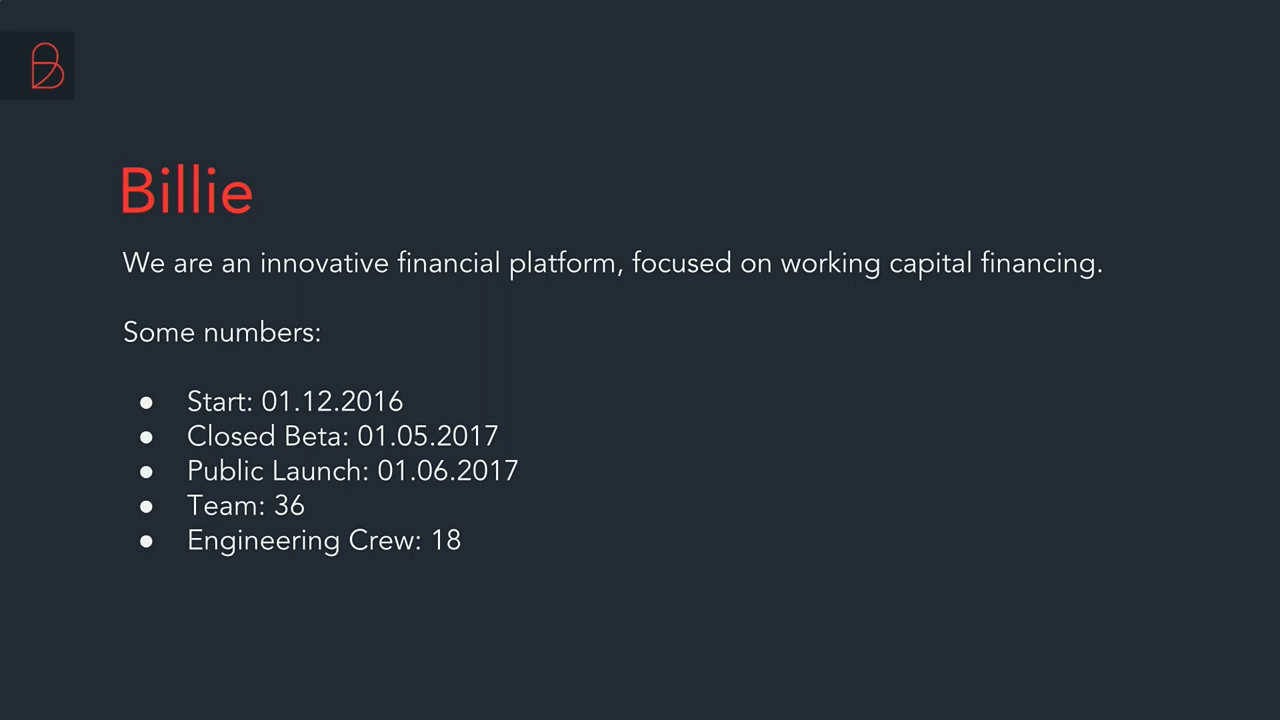 Billie
We are an innovative financial platform, focused on working capital financing.
Some numbers:
● Start: 01.12.2016
● Closed Beta: 01.05.2017
● Public Launch: 01.06.2017
● Team: 36
● Engineering Crew: 18